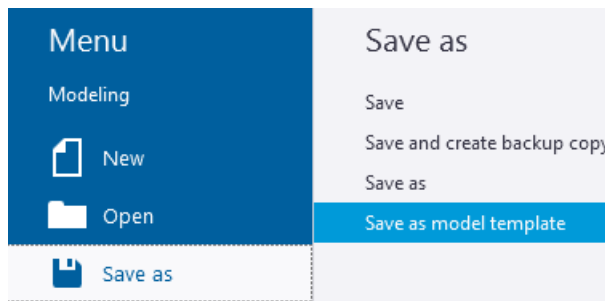 Menu
Modeling
New
Open
Save as
Save as
Save
Save and create backup copy
Save as
Save as model template